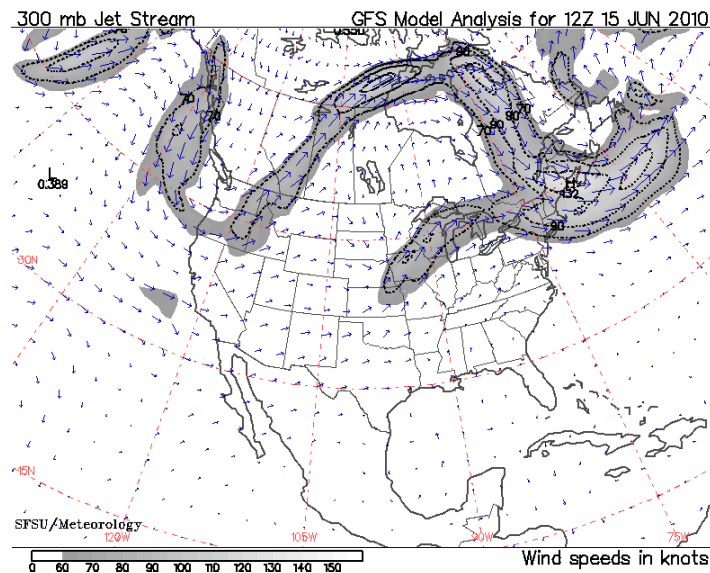 300 mb Jet Stream
GFS Model Analysis for 12Z 15 JUN 2010
90
70
70
70
90
90
70
L
0.389
H
132
90
30N
15N
SFSU/Meteorology
120W
105W
90W
75W
0 60 70 80 90 100 110 120 130 140 150
Wind speeds in knots